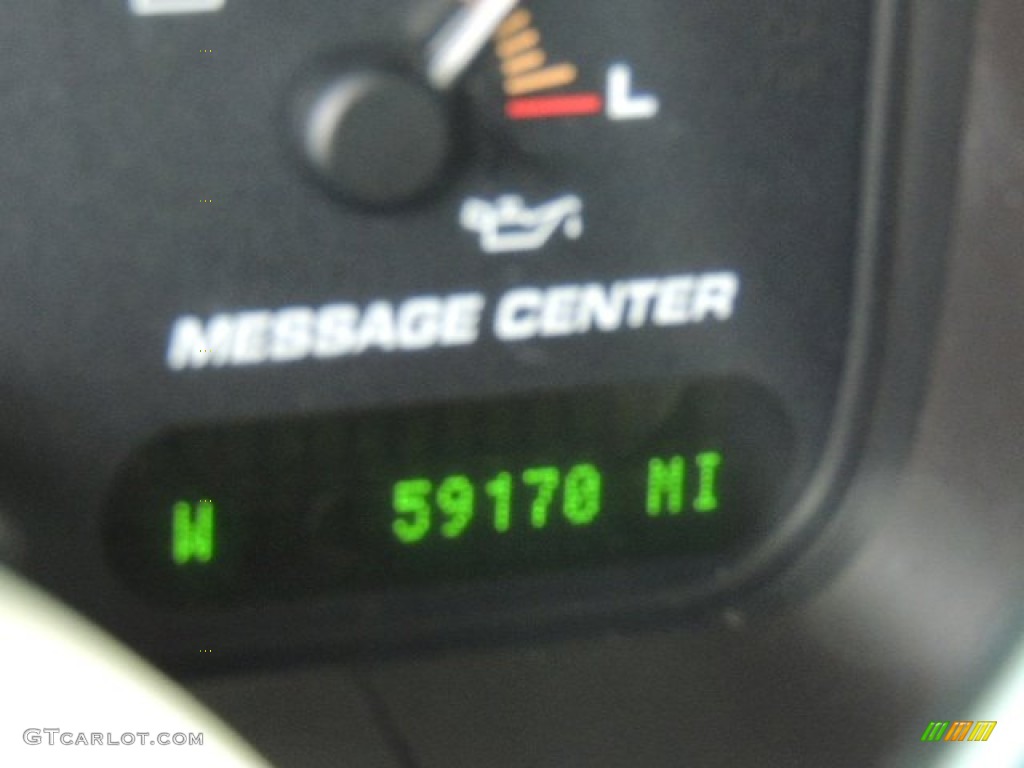 L
MESSAGE CENTER
W 59170 MI
GTCARLOT.COM